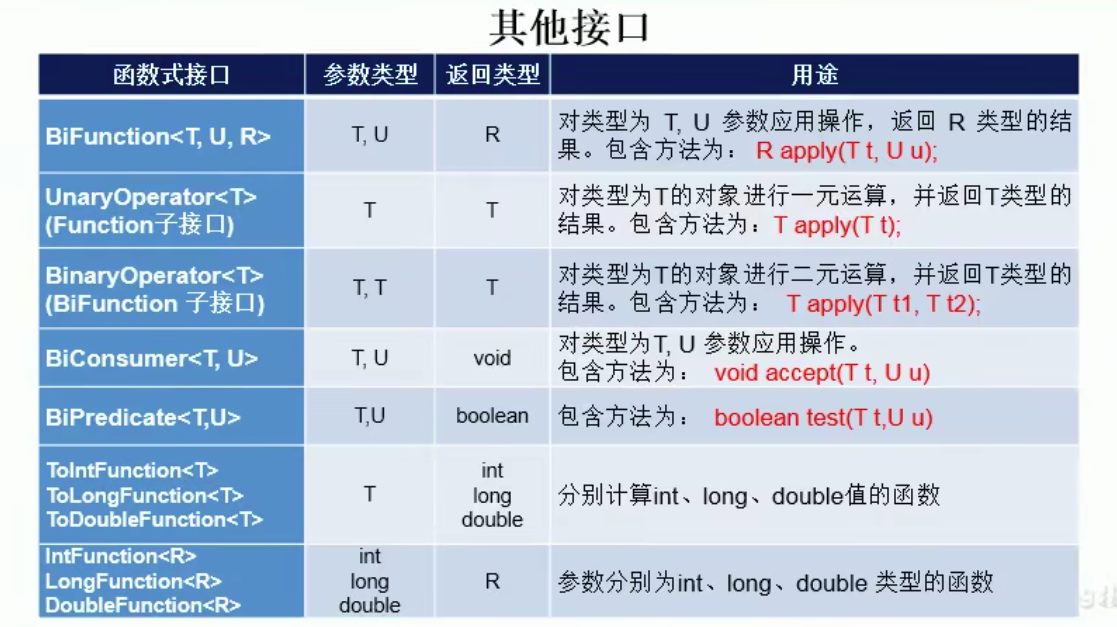 其他接口
函数式接口 参数类型 返回类型 用途
BiFunction<T, U, R> T, U R 对类型为 T, U 参数应用操作，返回 R 类型的结
果。包含方法为： R apply(T t, U u);
UnaryOperator<T>
(Function子接口) T T 对类型为T的对象进行一元运算，并返回T类型的
结果。包含方法为：T apply(T t);
BinaryOperator<T>
(BiFunction 子接口) T, T T 对类型为T的对象进行二元运算，并返回T类型的
结果。包含方法为： T apply(T t1, T t2);
BiConsumer<T, U> T, U void 对类型为T, U 参数应用操作。
包含方法为： void accept(T t, U u)
BiPredicate<T,U> T,U boolean 包含方法为： boolean test(T t,U u)
ToIntFunction<T>
ToLongFunction<T>
ToDoubleFunction<T>
T
int
long
double
分别计算int、long、double值的函数
IntFunction<R>
LongFunction<R>
DoubleFunction<R>
int
long
double
R
参数分别为int、long、double 类型的函数